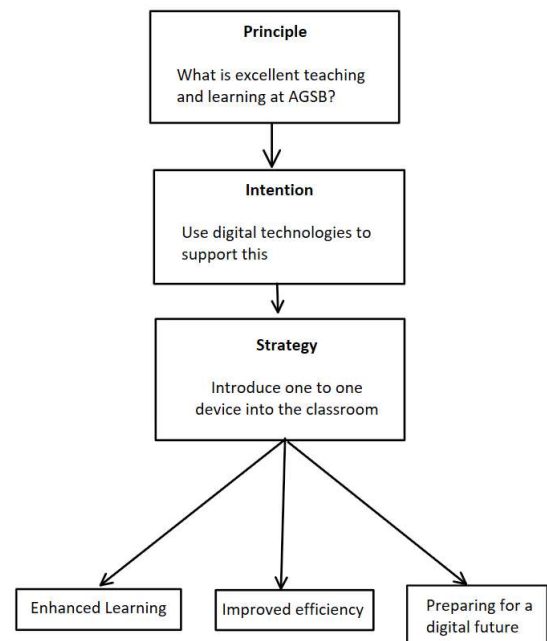 Principle
What is excellent teaching
and learning at AGSB?
Intention
Use digital technologies to
support this
Strategy
Introduce one to one
device into the classroom
Enhanced Learning
Improved efficiency
Preparing for a
digital future